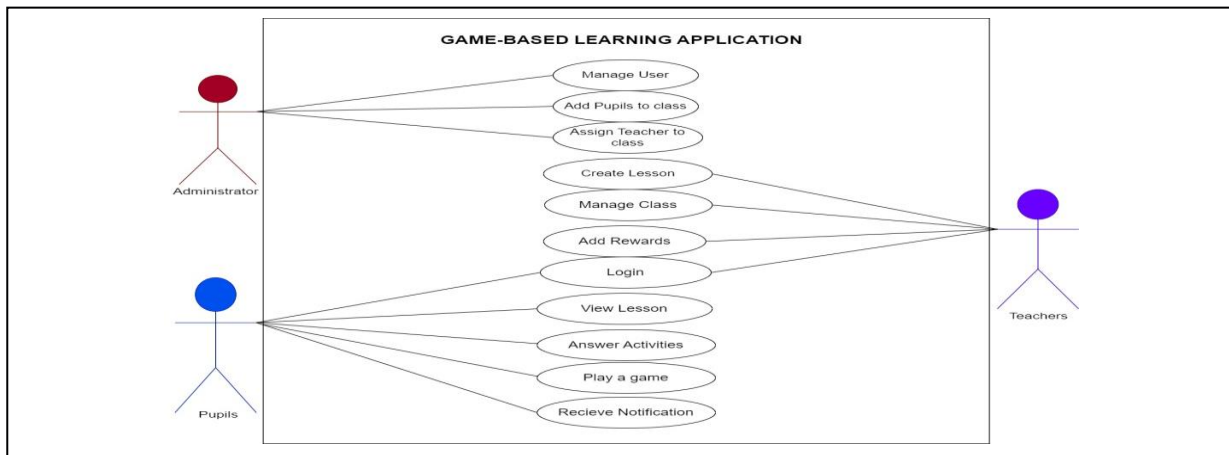 GAME-BASED LEARNING APPLICATION
Manage User
Add Pupils to class
Assign Teacher to
class
Administrator
Create Lesson
Manage Class
Add Rewards
Login
Teachers
View Lesson
Answer Activities
Play a game
Recieve Notification
Pupils